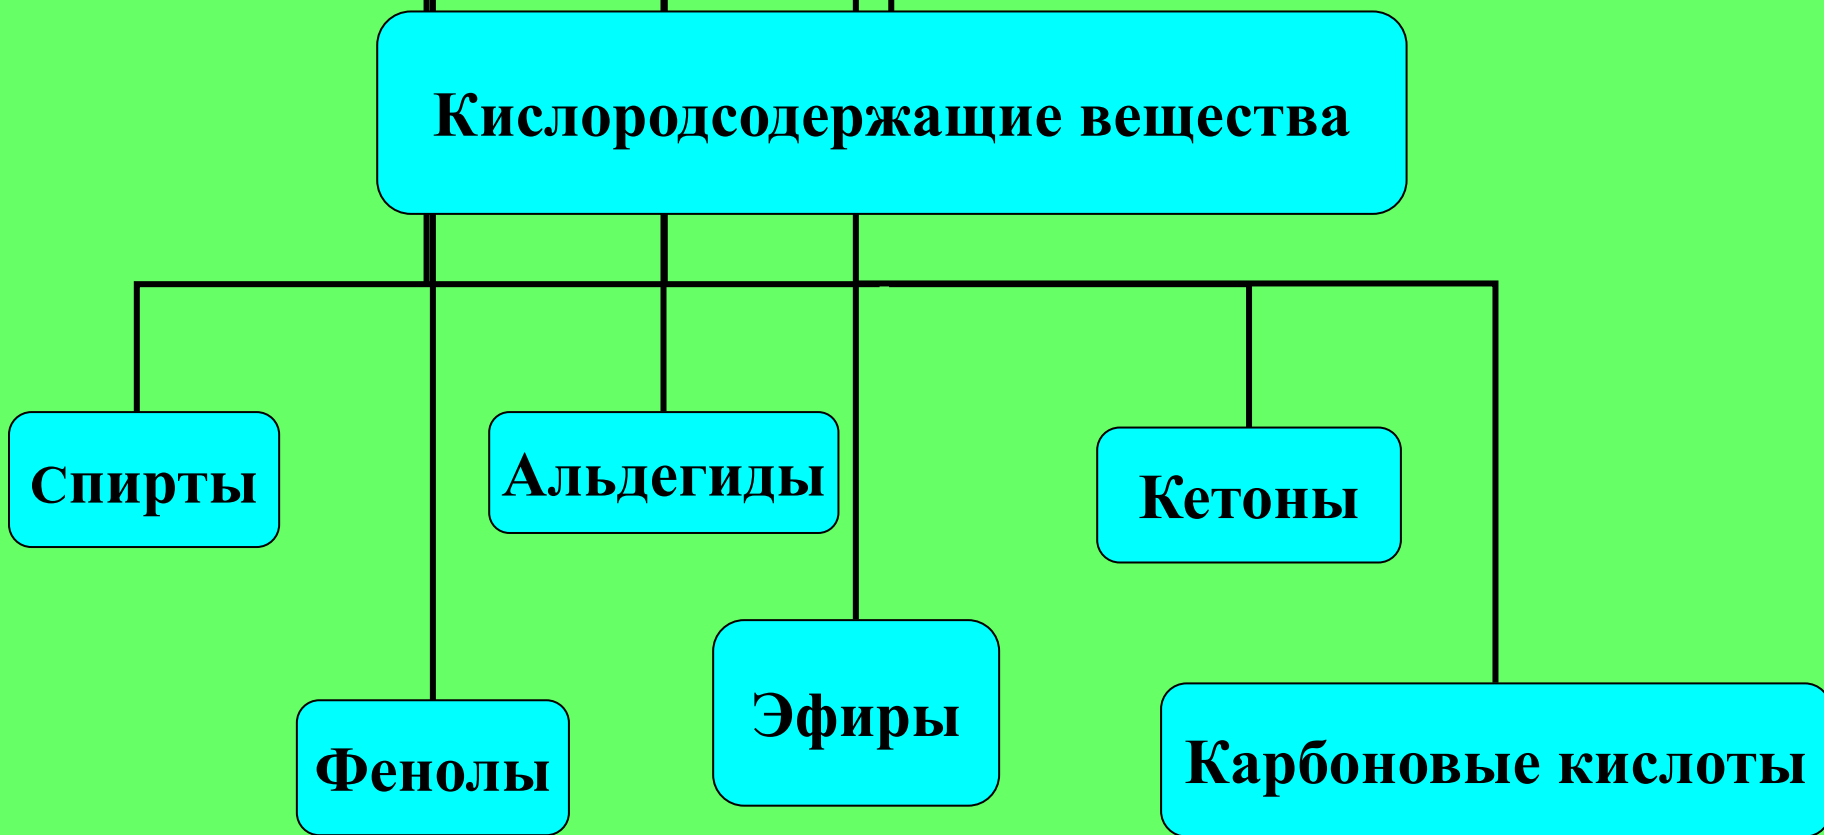 Кислородсодержащие вещества
Спирты
Альдегиды
Кетоны
Фенолы
Эфиры
Карбоновые кислоты